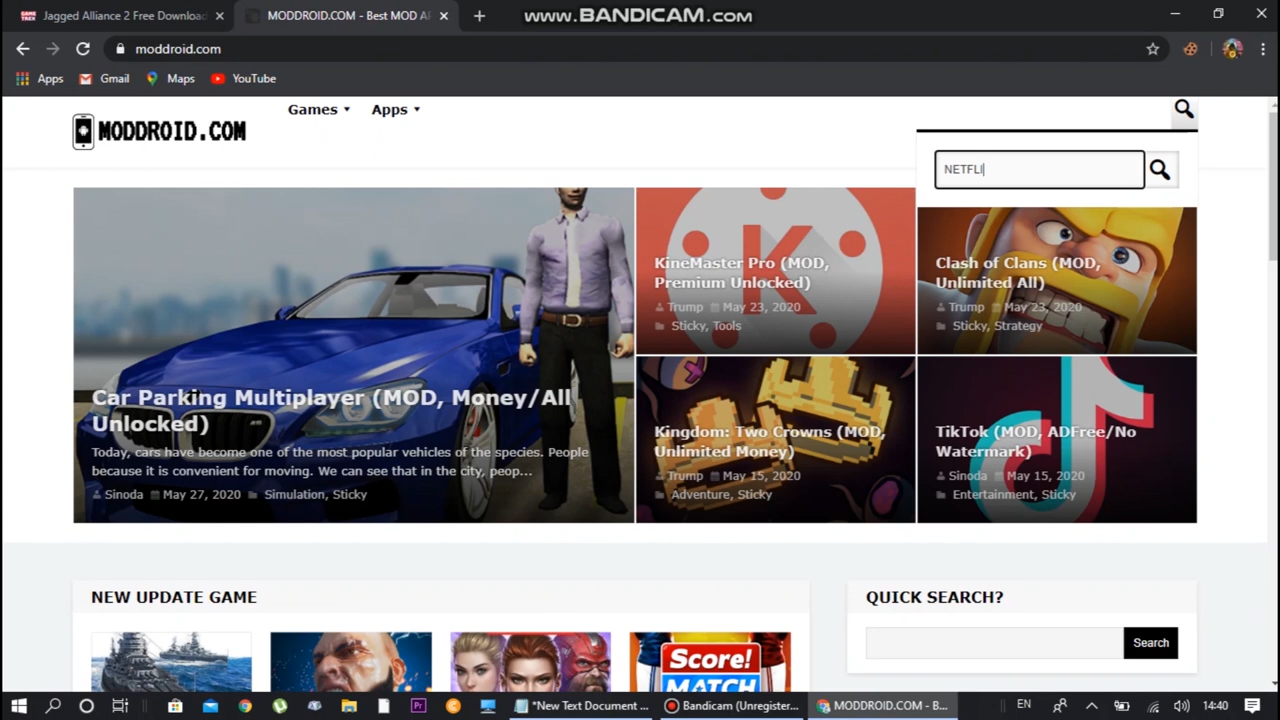 Jagged Alliance 2 Free Download
MODDROID.COM - Best MOD AP
www.BANDICAM.com
moddroid.com
Apps
Gmail
Maps
YouTube
MODDROID.COM
Games
Apps
NETFLI
Car Parking Multiplayer (MOD, Money/All
Unlocked)
Today, cars have become one of the most popular vehicles of the species. People
because it is convenient for moving. We can see that in the city, peop...
Sinoda May 27, 2020 Simulation, Sticky
KineMaster Pro (MOD,
Premium Unlocked)
Trump May 23, 2020
Sticky, Tools
Clash of Clans (MOD,
Unlimited All)
Trump May 23, 2020
Sticky, Strategy
Kingdom: Two Crowns (MOD,
Unlimited Money)
Trump May 15, 2020
Adventure, Sticky
TikTok (MOD, ADFree/No
Watermark)
Sinoda May 15, 2020
Entertainment, Sticky
NEW UPDATE GAME
Score!
MATCH
QUICK SEARCH?
Search
*New Text Document ...
Bandicam (Unregister...
MODDROID.COM - B...
EN
14:40